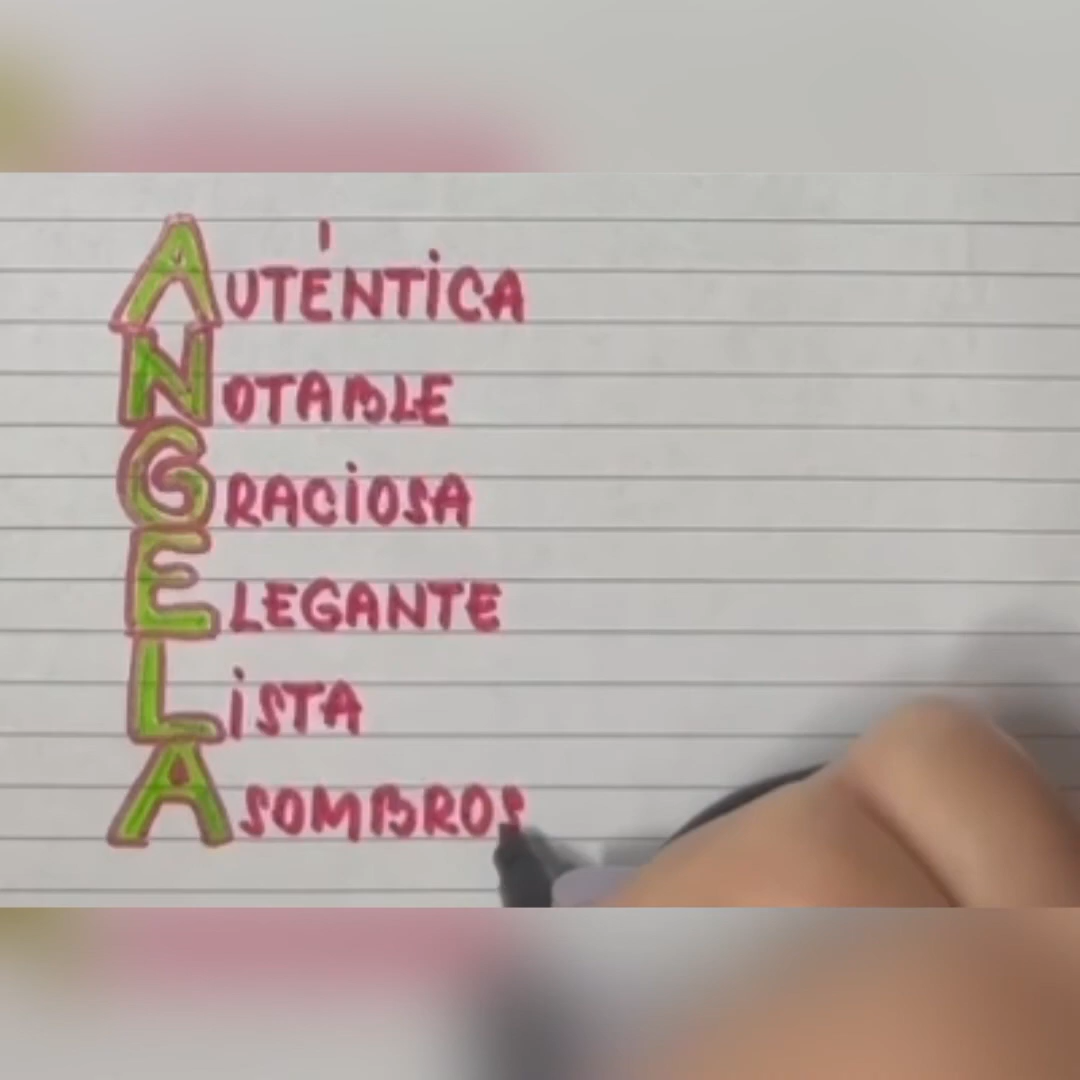 AUTÉNTICA
NOTABLE
GRACIOSA
ELEGANTE
LISTA
ASOMBROS